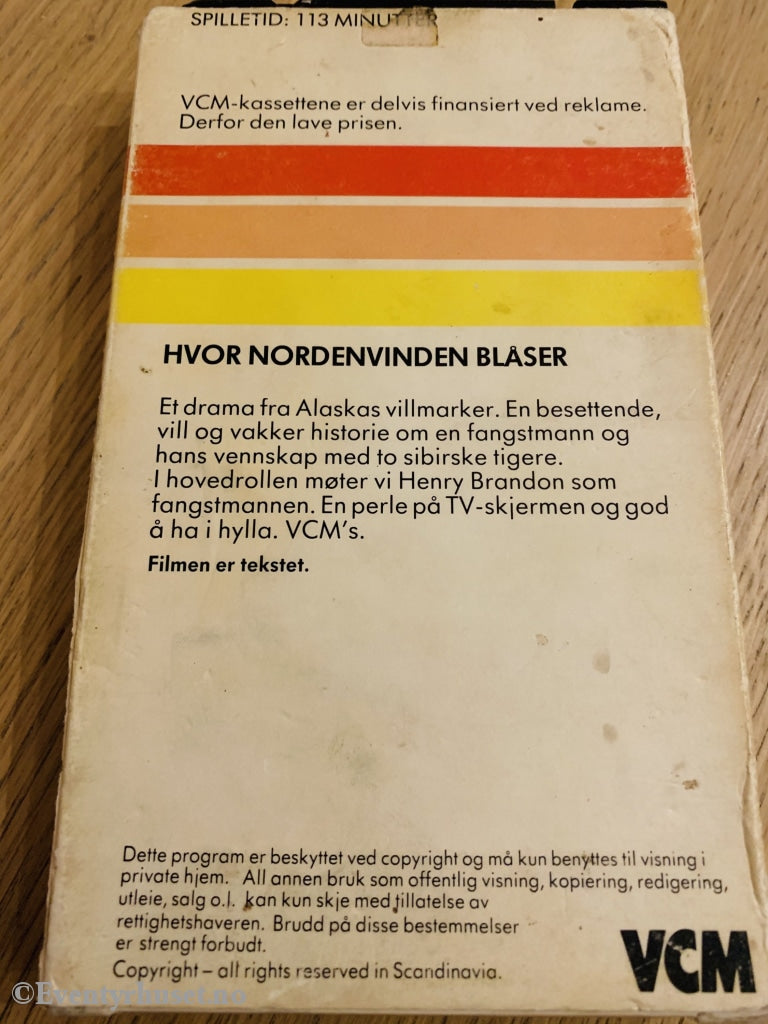 SPILLETID: 113 MINUTTER
VCM-kassettene er delvis finansiert ved reklame.
Derfor den lave prisen.
HVOR NORDENVINDEN BLÅSER
Et drama fra Alaskas villmarker. En besettende,
vill og vakker historie om en fangstmann og
hans vennskap med to sibirske tigere.
I hovedrollen møter vi Henry Brandon som
fangstmannen. En perle på TV-skjermen og god
å ha i hylla. VCM's.
Filmen er tekstet.
Dette program er beskyttet ved copyright og må kun benyttes til visning i
private hjem. All annen bruk som offentlig visning, kopiering, redigering,
utleie, salg o.l. kan kun skje med tillatelse av
rettighetshaveren. Brudd på disse bestemmelser
er strengt forbudt.
Copyright – all rights reserved in Scandinavia.
VCM
©Eventyrhuset.no